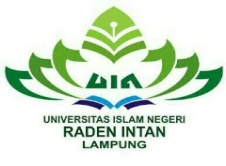 UIN
UNIVERSITAS ISLAM NEGERI
RADEN INTAN
LAMPUNG